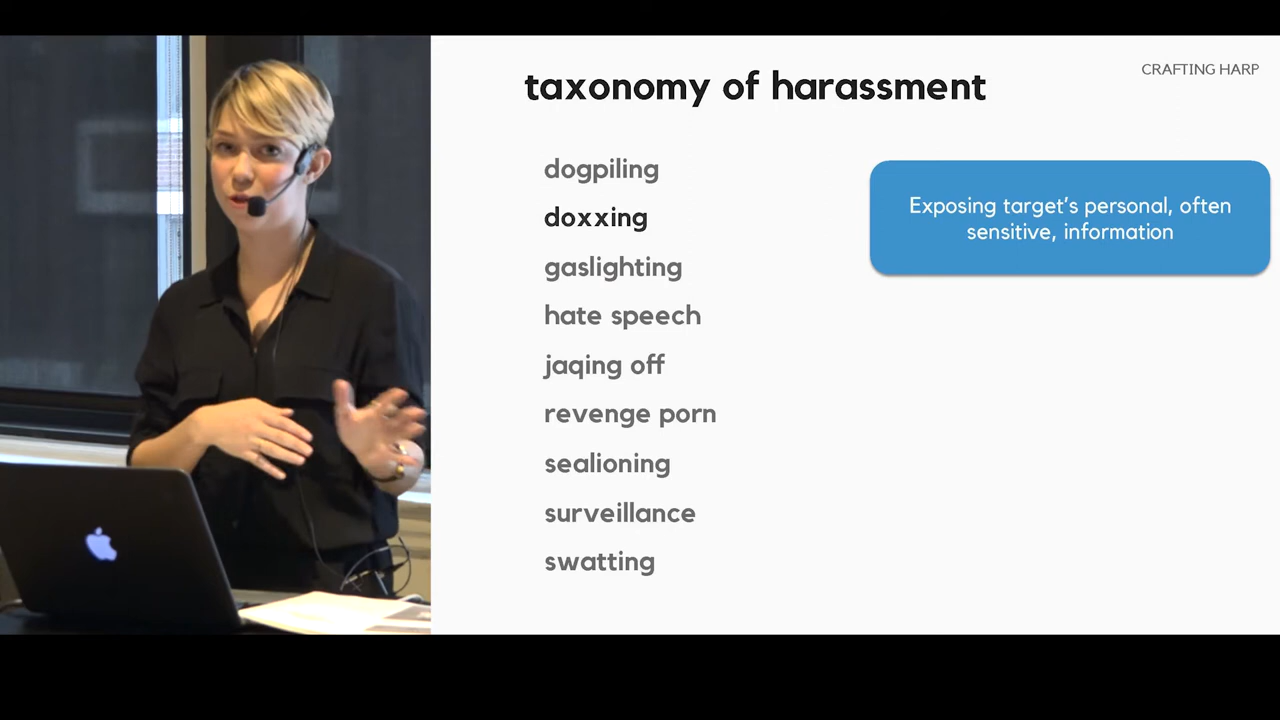 taxonomy of harassment
CRAFTING HARP
dogpiling
doxxing
gaslighting
hate speech
jaqing off
revenge porn
sealioning
surveillance
swatting
Exposing target's personal, often
sensitive, information